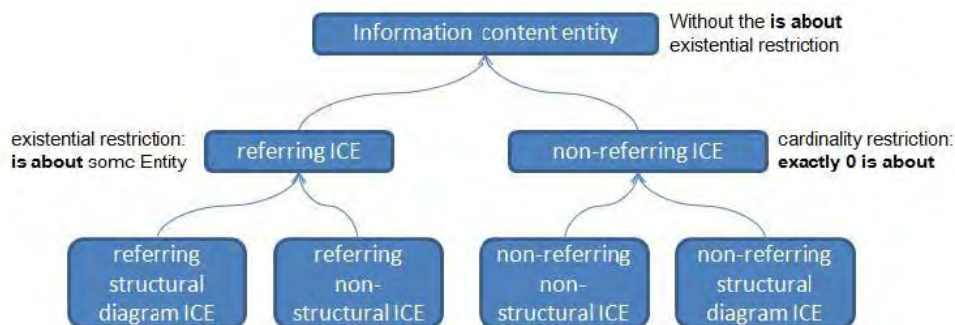 Information content entity
Without the is about
existential restriction
existential restriction:
is about some Entity
referring ICE
non-referring ICE
cardinality restriction:
exactly 0 is about
referring
structural
diagram ICE
referring
non-
structural ICE
non-referring
non-
structural ICE
non-referring
structural
diagram ICE